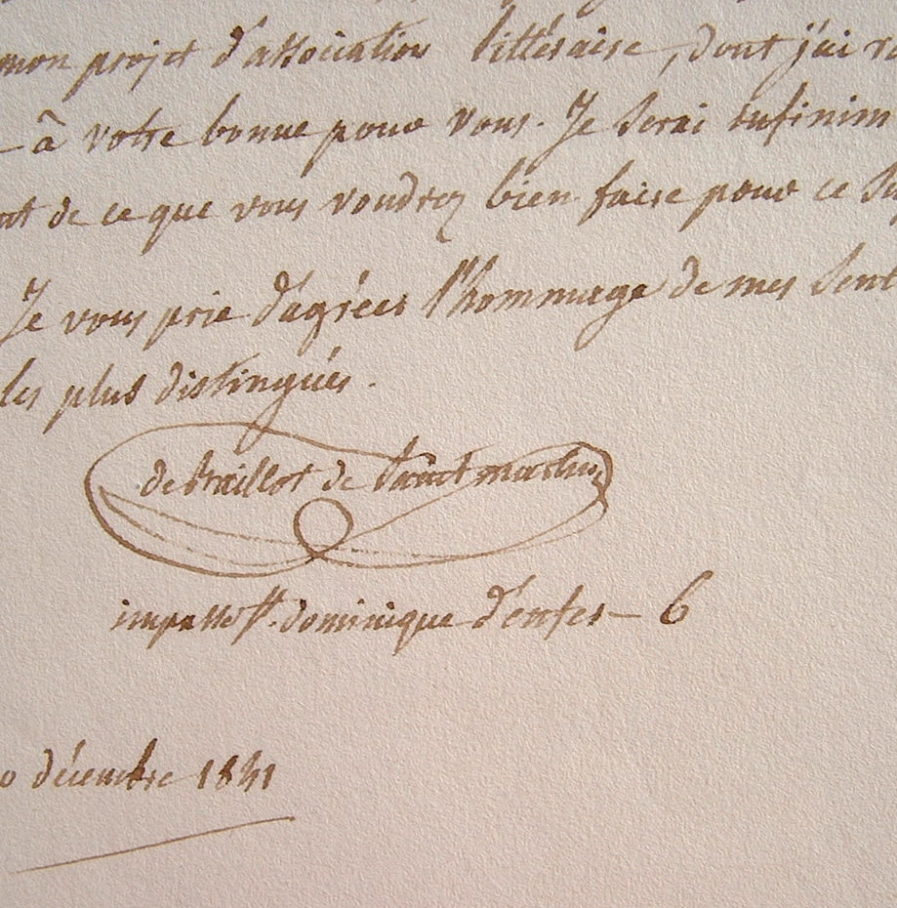 mon projet d'association littéraire, dont j'ai
à votre bonne pour vous. Je serai infinim
de ce que vous voudrez bien faire pour ce
Je vous prie d'agréer l'hommage de mes sent
les plus distingués.
de Saint martin
impasse St. dominique d'enfer - 6
0 décembre 1841